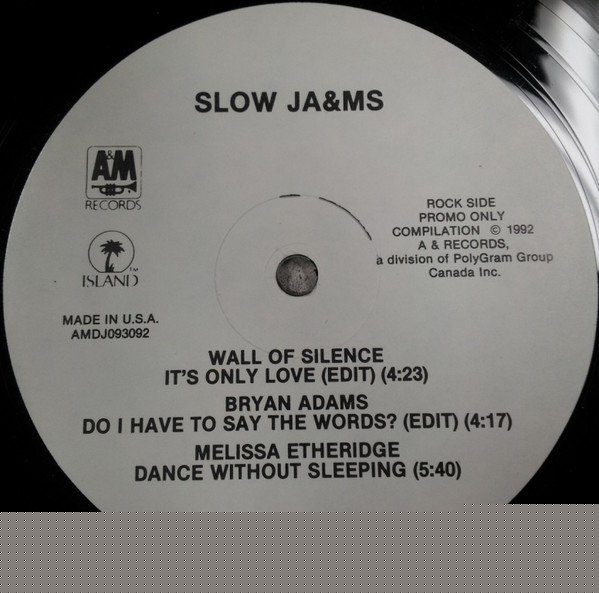 SLOW JA&MS
A&M
RECORDS
ISLAND™
MADE IN U.S.A.
AMDJ093092
ROCK SIDE
PROMO ONLY
COMPILATION © 1992
A & RECORDS,
a division of PolyGram Group
Canada Inc.
WALL OF SILENCE
IT'S ONLY LOVE (EDIT) (4:23)
BRYAN ADAMS
DO I HAVE TO SAY THE WORDS? (EDIT) (4:17)
MELISSA ETHERIDGE
DANCE WITHOUT SLEEPING (5:40)